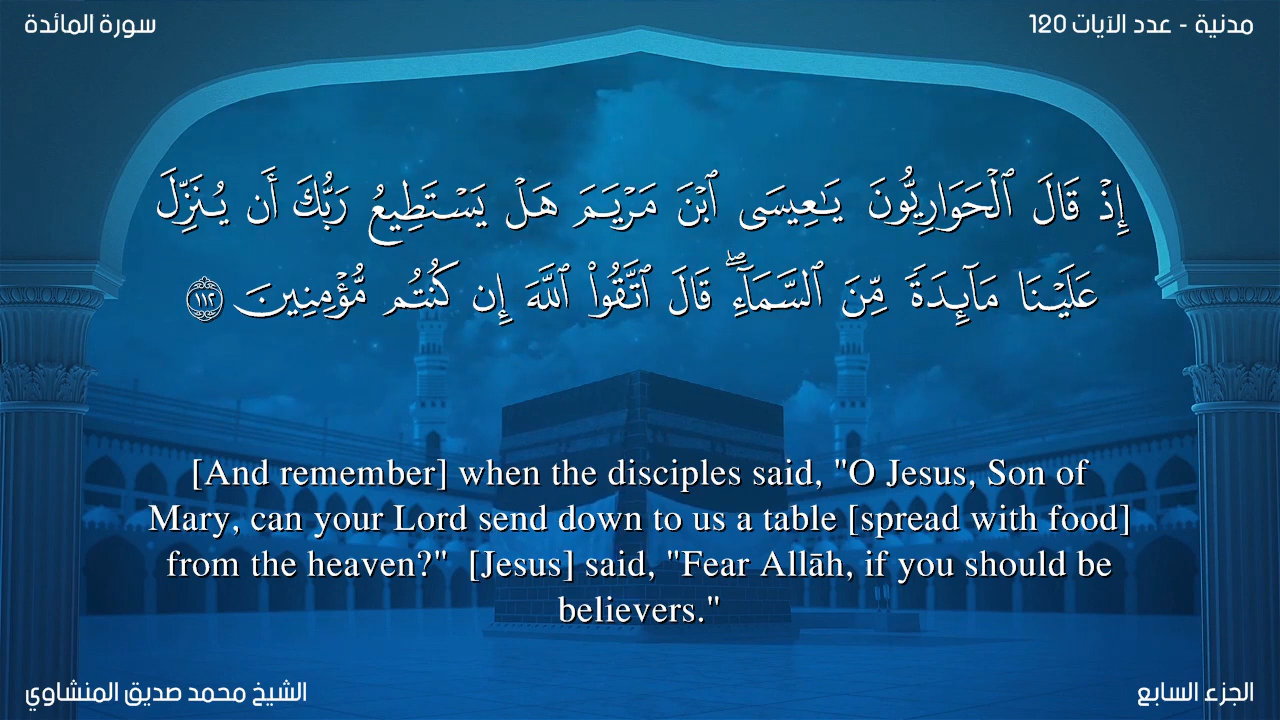 سورة المائدة
مدنية - عدد الآيات 120
إِذْ قَالَ ٱلْحَوَارِيُّونَ يَـٰعِيسَى ٱبْنَ مَرْيَمَ هَلْ يَسْتَطِيعُ رَبُّكَ أَن يُنَزِّلَ
عَلَيْنَا مَآئِدَةً مِّنَ ٱلسَّمَآءِ ۖ قَالَ ٱتَّقُوا۟ ٱللَّهَ إِن كُنتُم مُّؤْمِنِينَ ١١٢
[And remember] when the disciples said, "O Jesus, Son of
Mary, can your Lord send down to us a table [spread with food]
from the heaven?" [Jesus] said, "Fear Allāh, if you should be
believers."
الشيخ محمد صديق المنشاوي
الجزء السابع